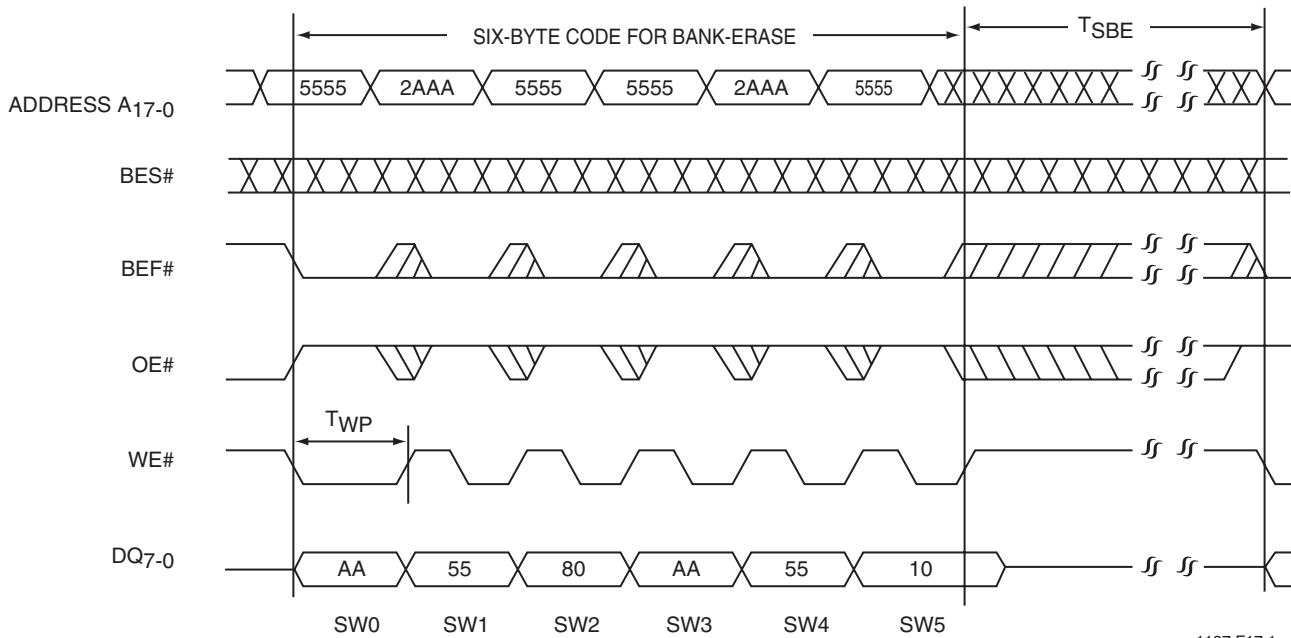 SIX-BYTE CODE FOR BANK-ERASE
TSBE
ADDRESS A17-0
5555 2AAA 5555 5555 2AAA 5555
BES#
BEF#
OE#
TWP
WE#
DQ7-0
AA 55 80 AA 55 10
SW0 SW1 SW2 SW3 SW4 SW5